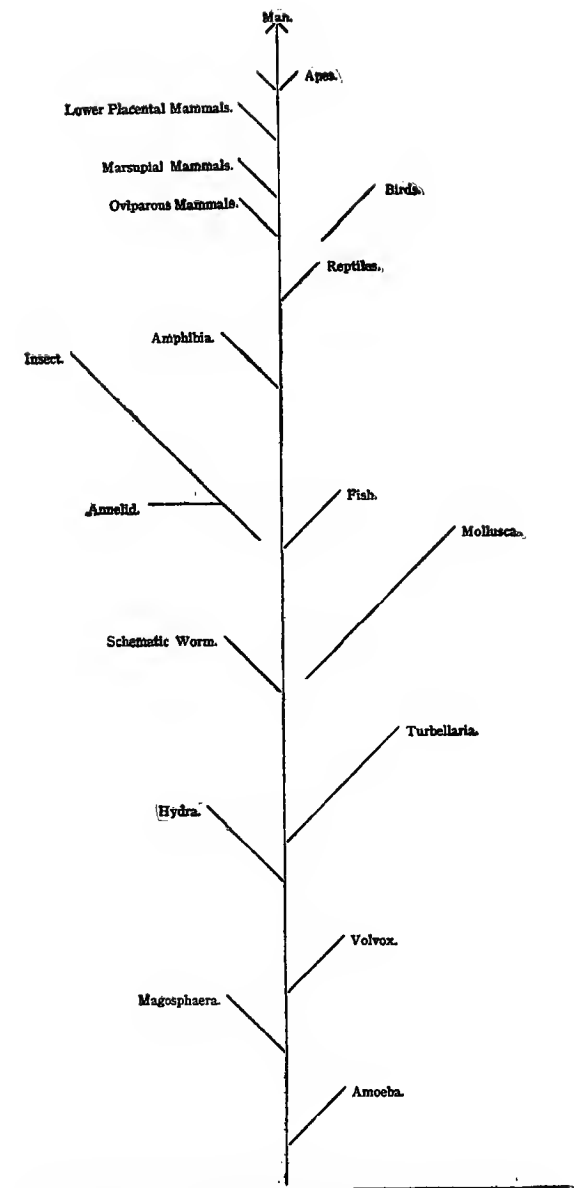 Man.
Apes.
Lower Placental Mammals.
Marsupial Mammals.
Birds.
Oviparous Mammals.
Reptiles.
Amphibia.
Insect.
Fish.
Annelid.
Mollusca.
Schematic Worm.
Turbellaria.
Hydra.
Volvox.
Magosphaera.
Amoeba.